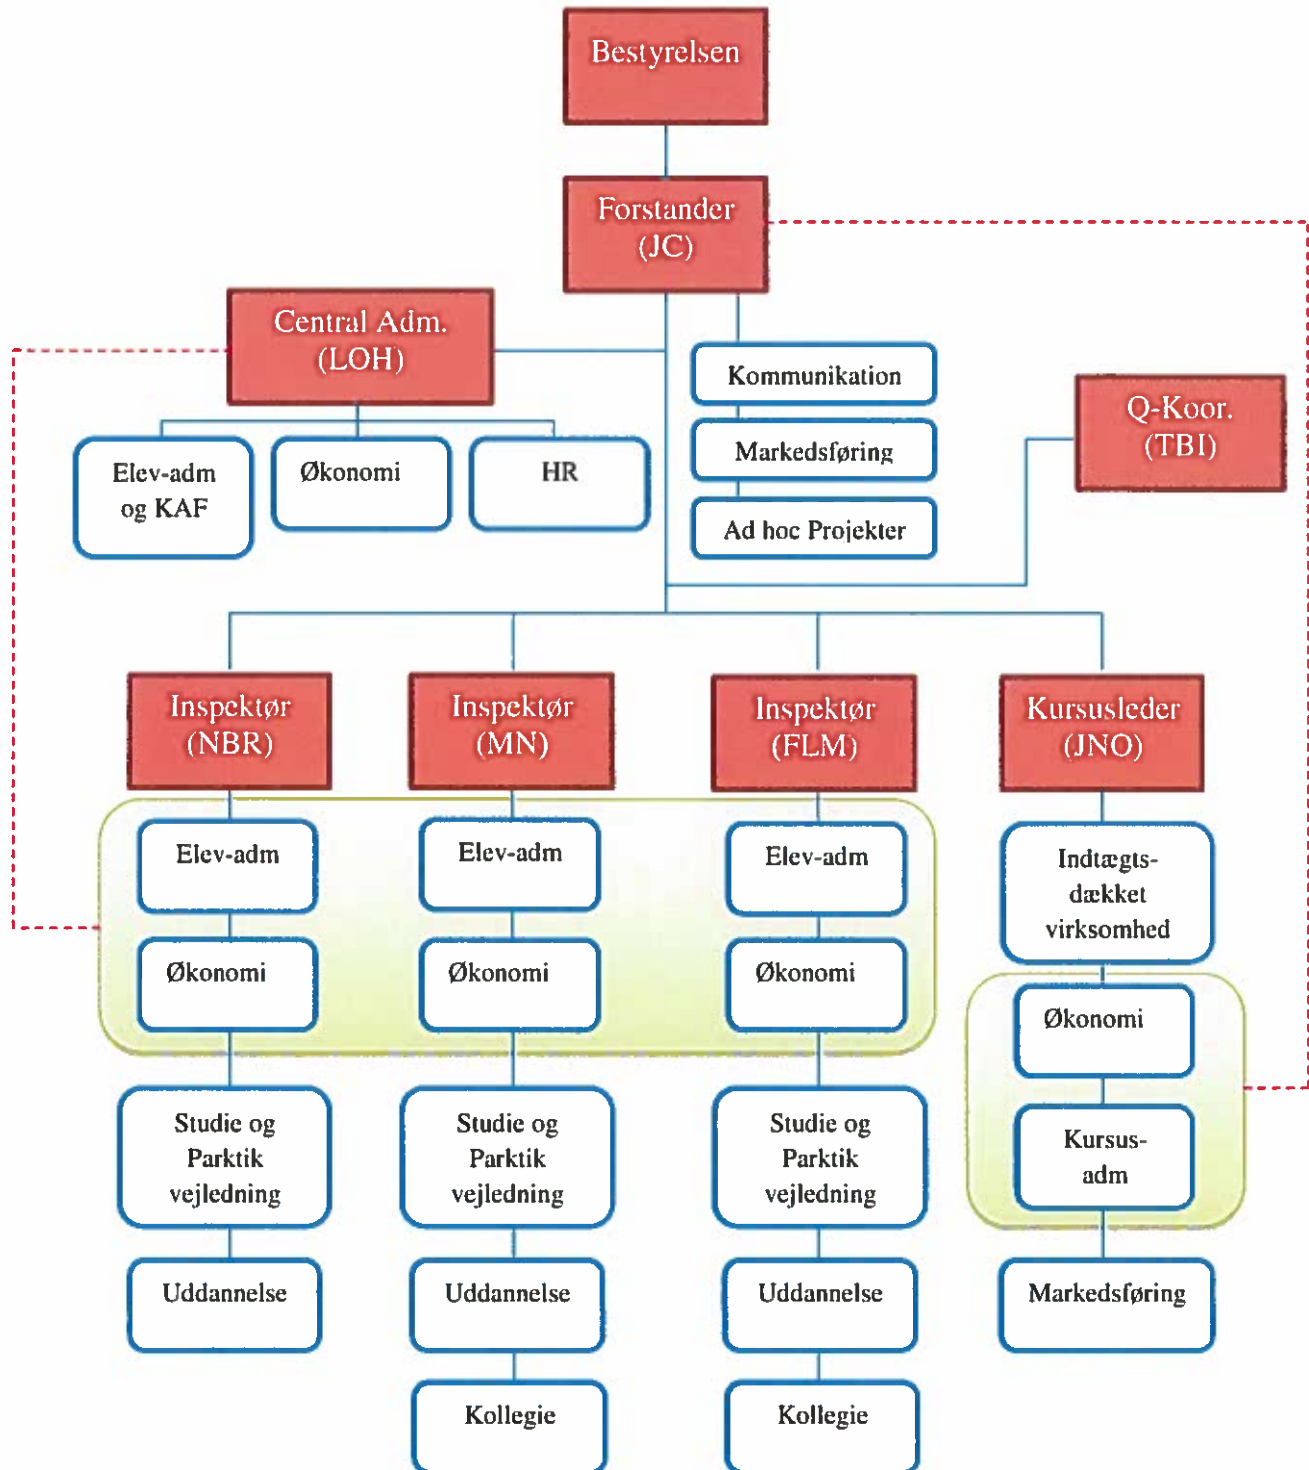 Bestyrelsen
Forstander
(JC)
Central Adm.
(LOH)
Kommunikation
Markedsføring
Ad hoc Projekter
Q-Koor.
(TBI)
Elev-adm
og KAF
Økonomi
HR
Inspektør
(NBR)
Inspektør
(MN)
Inspektør
(FLM)
Kursusleder
(JNO)
Elev-adm
Elev-adm
Elev-adm
Indtægts-
dækket
virksomhed
Økonomi
Økonomi
Økonomi
Økonomi
Studie og
Parktik
vejledning
Studie og
Parktik
vejledning
Studie og
Parktik
vejledning
Kursus-
adm
Uddannelse
Uddannelse
Uddannelse
Markedsføring
Kollegie
Kollegie